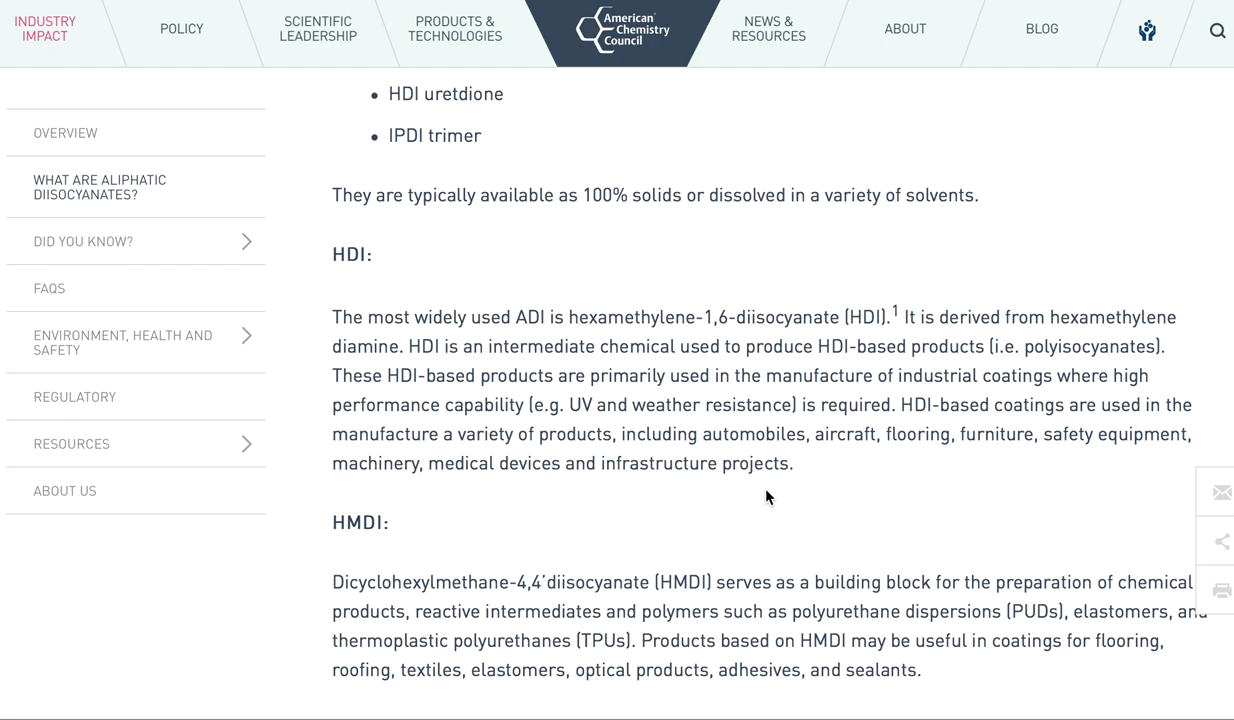 INDUSTRY
IMPACT
POLICY
SCIENTIFIC
LEADERSHIP
PRODUCTS &
TECHNOLOGIES
American
Chemistry
Council
NEWS &
RESOURCES
ABOUT
BLOG
OVERVIEW
WHAT ARE ALIPHATIC
DIISOCYANATES?
DID YOU KNOW?
FAQS
ENVIRONMENT, HEALTH AND
SAFETY
REGULATORY
RESOURCES
ABOUT US
• HDI uretdione
• IPDI trimer
They are typically available as 100% solids or dissolved in a variety of solvents.
HDI:
The most widely used ADI is hexamethylene-1,6-diisocyanate (HDI).¹ It is derived from hexamethylene
diamine. HDI is an intermediate chemical used to produce HDI-based products (i.e. polyisocyanates).
These HDI-based products are primarily used in the manufacture of industrial coatings where high
performance capability (e.g. UV and weather resistance) is required. HDI-based coatings are used in the
manufacture a variety of products, including automobiles, aircraft, flooring, furniture, safety equipment,
machinery, medical devices and infrastructure projects.
HMDI:
Dicyclohexylmethane-4,4’diisocyanate (HMDI) serves as a building block for the preparation of chemical
products, reactive intermediates and polymers such as polyurethane dispersions (PUDs), elastomers, and
thermoplastic polyurethanes (TPUs). Products based on HMDI may be useful in coatings for flooring,
roofing, textiles, elastomers, optical products, adhesives, and sealants.